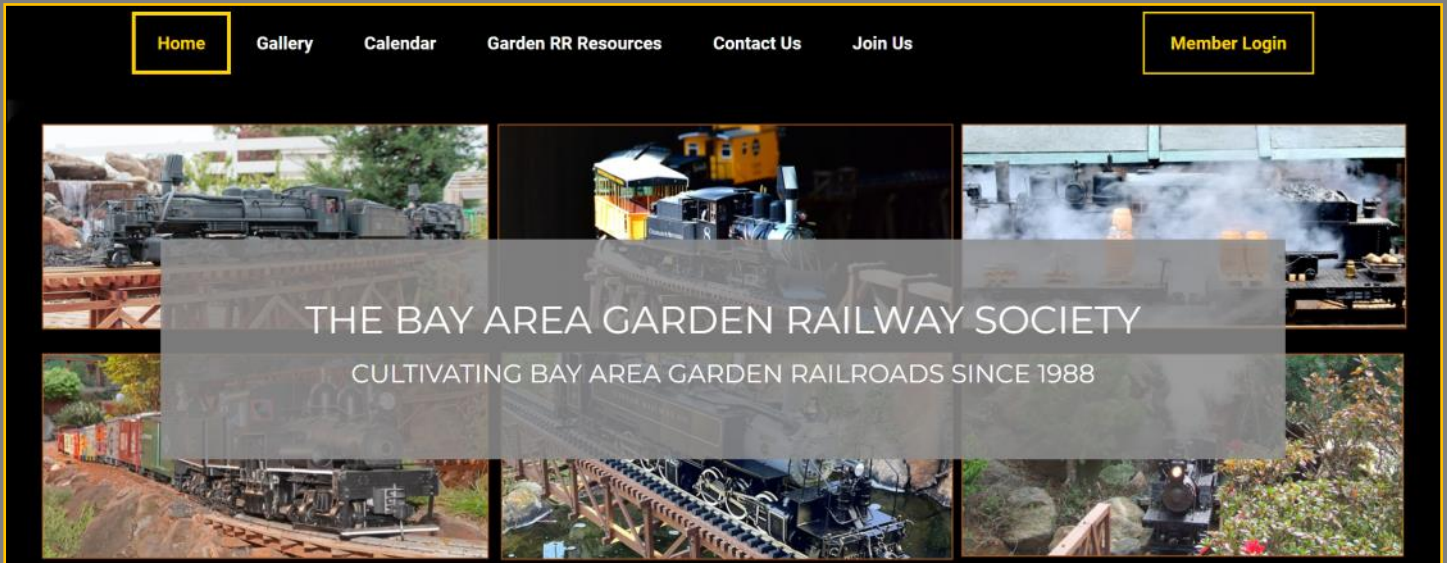 Home Gallery Calendar Garden RR Resources Contact Us Join Us Member Login
8
THE BAY AREA GARDEN RAILWAY SOCIETY
CULTIVATING BAY AREA GARDEN RAILROADS SINCE 1988